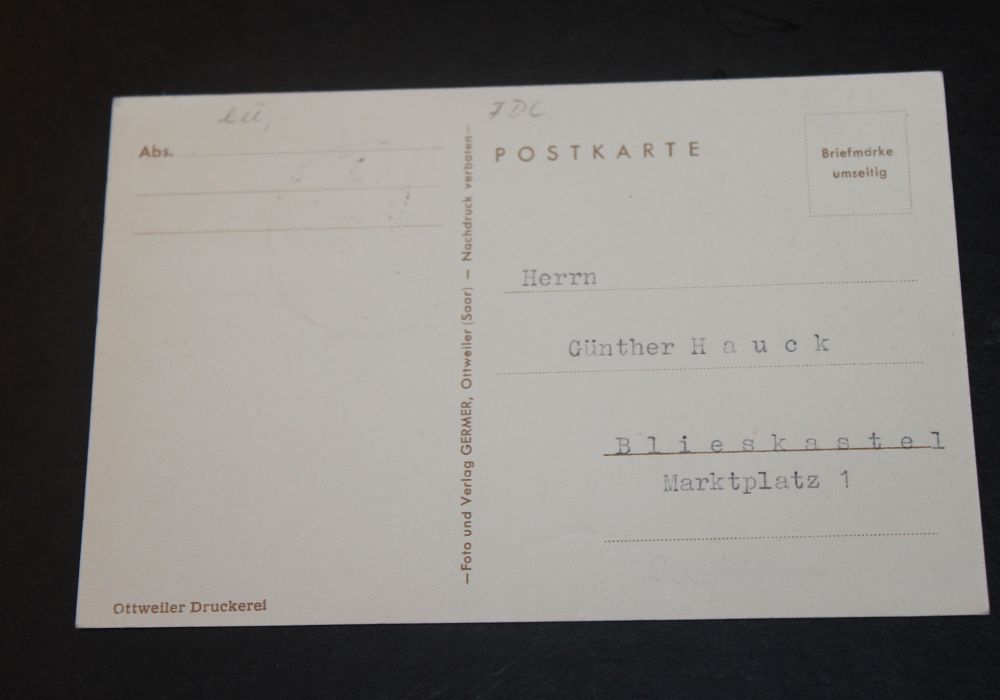 FDC
Abs.
POSTKARTE
Briefmarke
umseitig
Herrn
Günther H a u c k
B l i e s k a s t e l
Marktplatz 1
—Foto und Verlag GERMER, Ottweiler (Saar) — Nachdruck verboten—
Ottweiler Druckerei